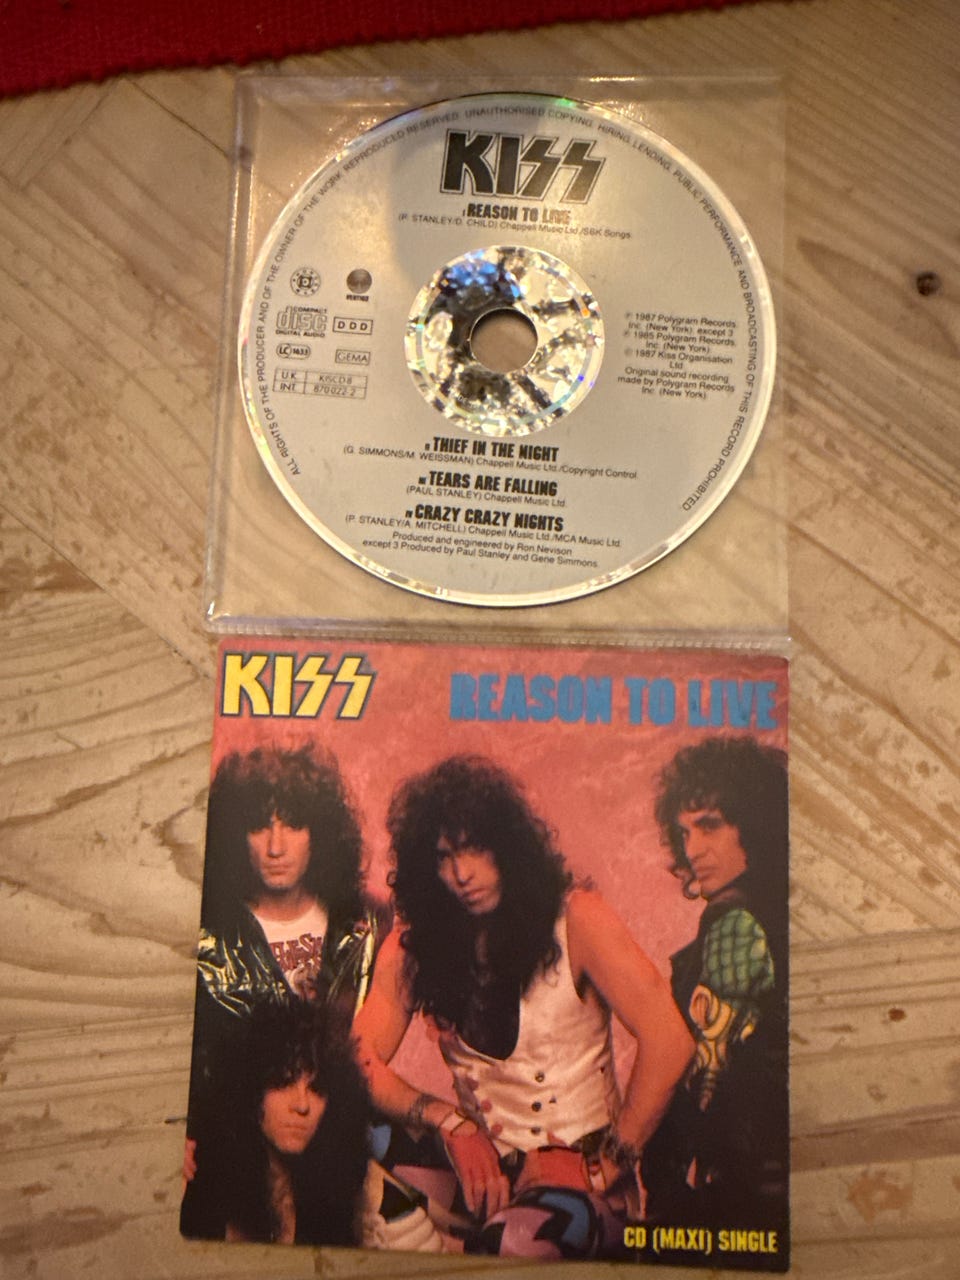 ALL RIGHTS OF THE PRODUCER AND OF THE OWNER OF THE WORK REPRODUCED RESERVED. UNAUTHORISED COPYING, HIRING, LENDING, PUBLIC PERFORMANCE AND BROADCASTING OF THIS RECORD PROHIBITED
KISS
I REASON TO LIVE
(P. STANLEY/D. CHILD) Chappell Music Ltd./SBK Songs.
VERTIGO
COMPACT
disc
DIGITAL AUDIO
DDD
LC 1633
GEMA
U.K. KISCD 8
INT. 870 022-2
℗ 1987 Polygram Records
Inc. (New York). except 3
℗ 1985 Polygram Records.
Inc. (New York)
© 1987 Kiss Organisation
Ltd
Original sound recording
made by Polygram Records
Inc. (New York)
II THIEF IN THE NIGHT
(G. SIMMONS/M. WEISSMAN) Chappell Music Ltd./Copyright Control
III TEARS ARE FALLING
(PAUL STANLEY) Chappell Music Ltd.
IV CRAZY CRAZY NIGHTS
(P. STANLEY/A. MITCHELL) Chappell Music Ltd./MCA Music Ltd.
Produced and engineered by Ron Nevison
except 3 Produced by Paul Stanley and Gene Simmons.
KISS REASON TO LIVE
CD (MAXI) SINGLE